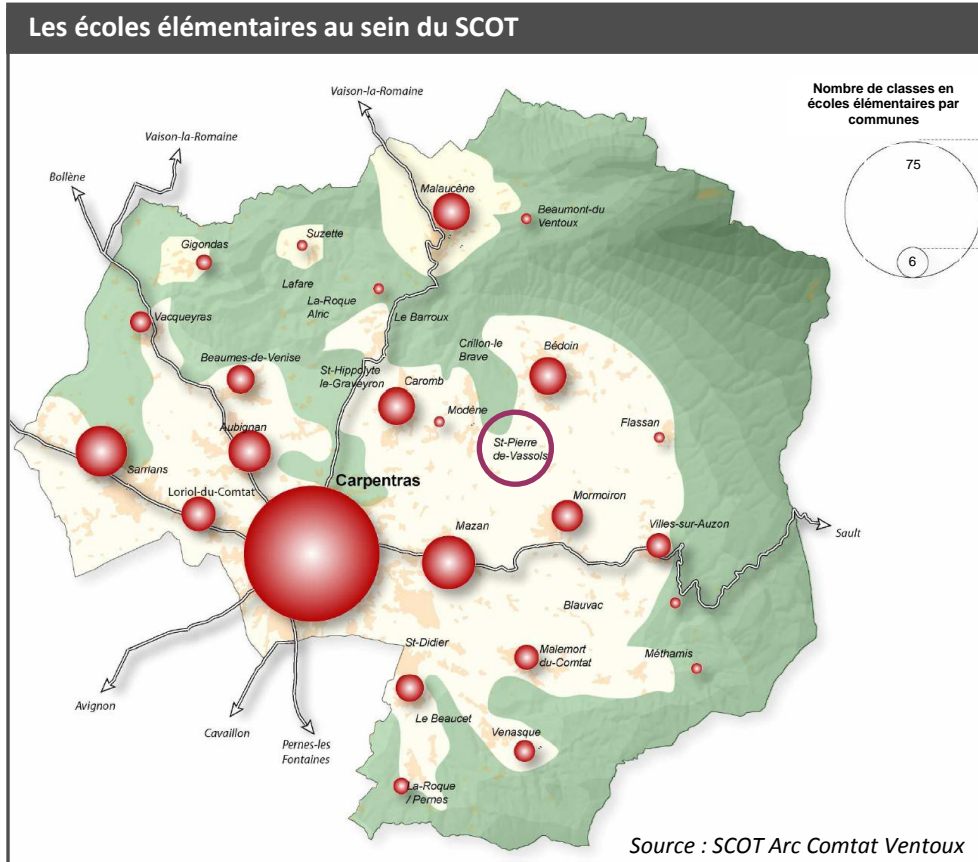 Les écoles élémentaires au sein du SCOT
Nombre de classes en
écoles élémentaires par
communes
75
6
Vaison-la-Romaine
Vaison-la-Romaine
Bollène
Malaucène
Beaumont-du
Ventoux
Gigondas
Suzette
Lafare
La-Roque
Alric
Le Barroux
Vacqueyras
Crillon-le
Brave
Bédoin
Beaumes-de-Venise
St-Hippolyte
le-Graveyron
Caromb
Modène
Flassan
Aubignan
St-Pierre
de-Vassols
Sarrians
Carpentras
Loriol-du-Comtat
Mormoiron
Mazan
Villes-sur-Auzon
Sault
Blauvac
St-Didier
Malemort
du-Comtat
Méthamis
Avignon
Le Beaucet
Cavaillon
Venasque
Pernes-les
Fontaines
La-Roque
/ Pernes
Source : SCOT Arc Comtat Ventoux